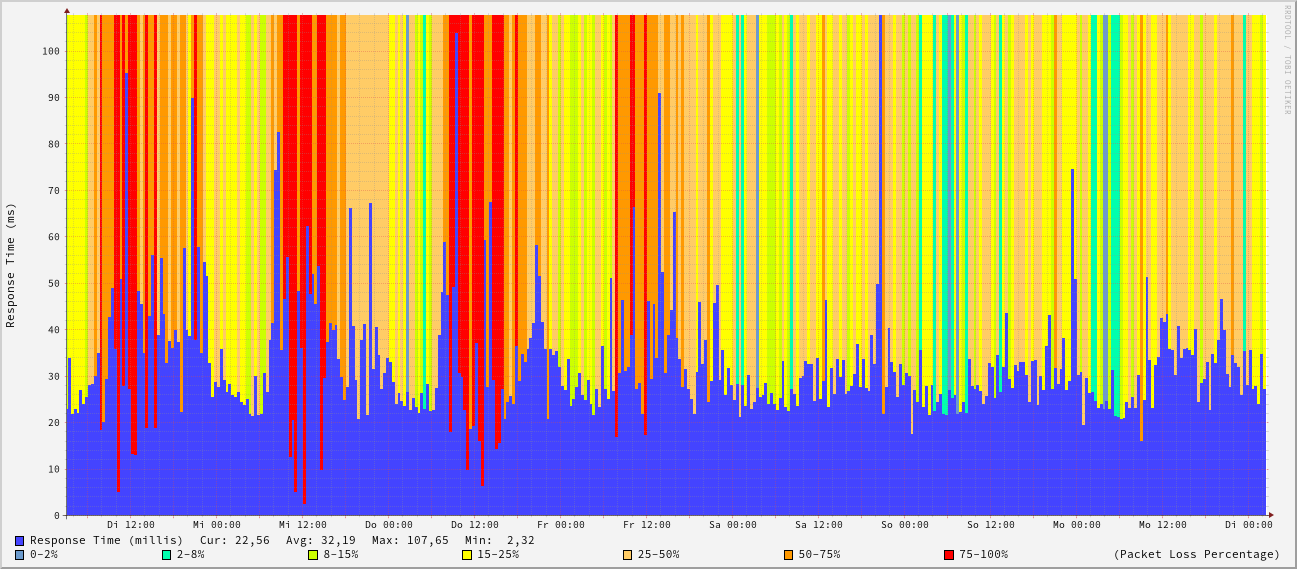 RRDTOOL / TOBI OETIKER
Response Time (ms)
100
90
80
70
60
50
40
30
20
10
0
Di 12:00 Mi 00:00 Mi 12:00 Do 00:00 Do 12:00 Fr 00:00 Fr 12:00 Sa 00:00 Sa 12:00 So 00:00 So 12:00 Mo 00:00 Mo 12:00 Di 00:00
Response Time (millis) Cur: 22,56 Avg: 32,19 Max: 107,65 Min: 2,32
0-2% 2-8% 8-15% 15-25% 25-50% 50-75% 75-100% (Packet Loss Percentage)